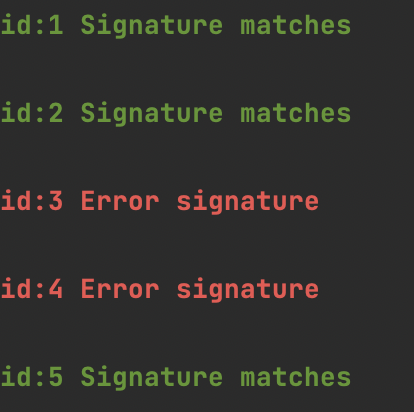 id:1 Signature matches
id:2 Signature matches
id:3 Error signature
id:4 Error signature
id:5 Signature matches